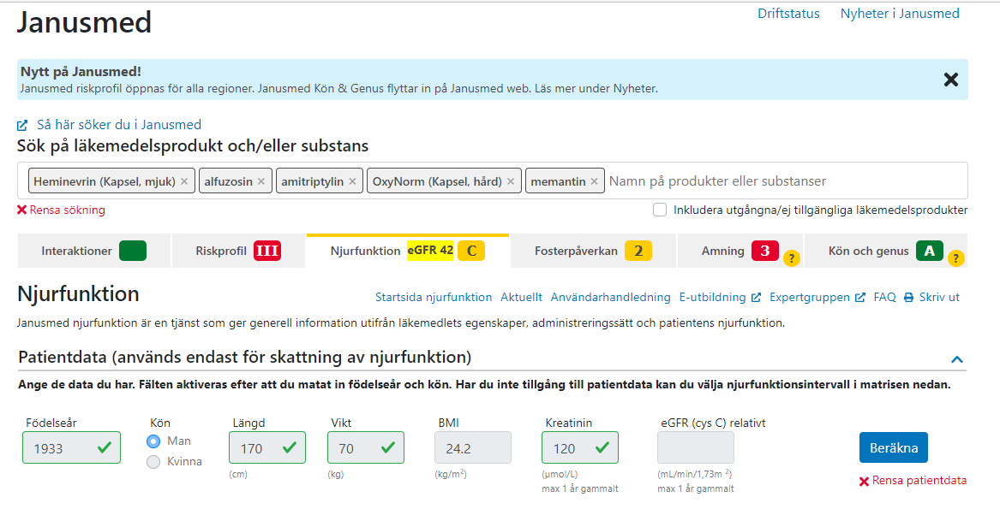 Janusmed
Driftstatus Nyheter i Janusmed
Nytt på Janusmed!
Janusmed riskprofil öppnas för alla regioner. Janusmed Kön & Genus flyttar in på Janusmed web. Läs mer under Nyheter.
Så här söker du i Janusmed
Sök på läkemedelsprodukt och/eller substans
Heminevrin (Kapsel, mjuk) × alfuzosin × amitriptylin × OxyNorm (Kapsel, hård) × memantin × Namn på produkter eller substanser
Rensa sökning Inkludera utgångna/ej tillgängliga läkemedelsprodukter
Interaktioner Riskprofil III Njurfunktion eGFR 42 C Fosterpåverkan 2 Amning 3 ? Kön och genus A ?
Njurfunktion
Startsida njurfunktion Aktuellt Användarhandledning E-utbildning Expertgruppen FAQ Skriv ut
Janusmed njurfunktion är en tjänst som ger generell information utifrån läkemedlets egenskaper, administreringssätt och patientens njurfunktion.
Patientdata (används endast för skattning av njurfunktion)
Ange de data du har. Fälten aktiveras efter att du matat in födelseår och kön. Har du inte tillgång till patientdata kan du välja njurfunktionsintervall i matrisen nedan.
Födelseår Kön Längd Vikt BMI Kreatinin eGFR (cys C) relativt
1933 Man 170 70 24.2 120 Beräkna
Kvinna
(cm) (kg) (kg/m²) (µmol/L) (mL/min/1,73m ²)
Rensa patientdata
max 1 år gammalt max 1 år gammalt